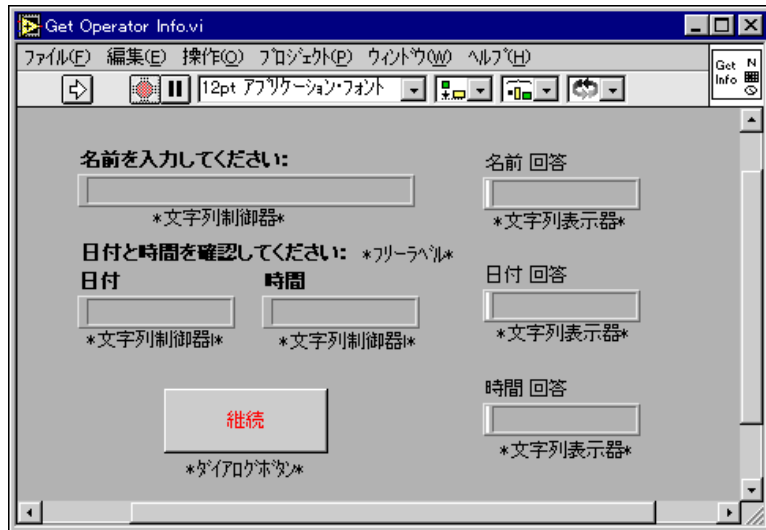 Get Operator Info.vi
ファイル(F) 編集(E) 操作(O) プロジェクト(P) ウィンドウ(W) ヘルプ(H)
Get N
Info
12pt アプリケーション・フォント
名前を入力してください:
*文字列制御器*
日付と時間を確認してください: *フリーラベル*
日付 時間
*文字列制御器* *文字列制御器*
継続
*ダイアログボタン*
名前 回答
*文字列表示器*
日付 回答
*文字列表示器*
時間 回答
*文字列表示器*